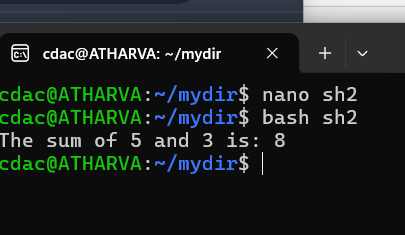 cdac@ATHARVA: ~/mydir
cdac@ATHARVA:~/mydir$ nano sh2
cdac@ATHARVA:~/mydir$ bash sh2
The sum of 5 and 3 is: 8
cdac@ATHARVA:~/mydir$